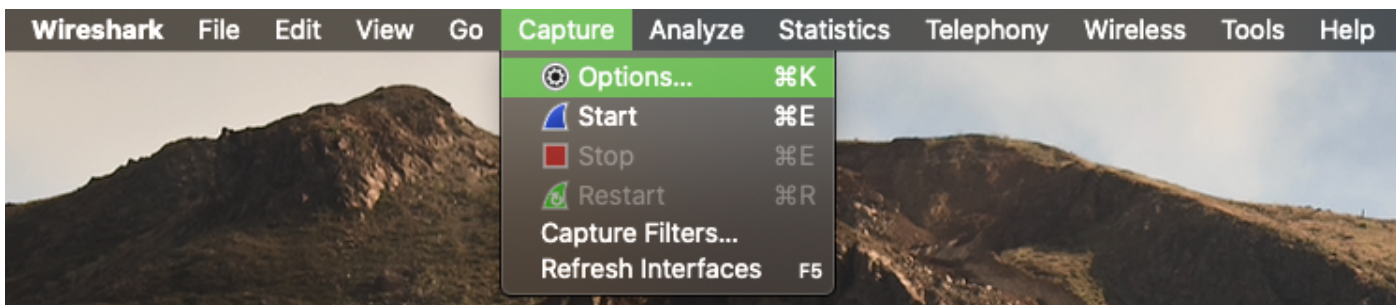 Wireshark File Edit View Go Capture Analyze Statistics Telephony Wireless Tools Help
Options... ⌘K
Start ⌘E
Stop ⌘E
Restart ⌘R
Capture Filters...
Refresh Interfaces F5